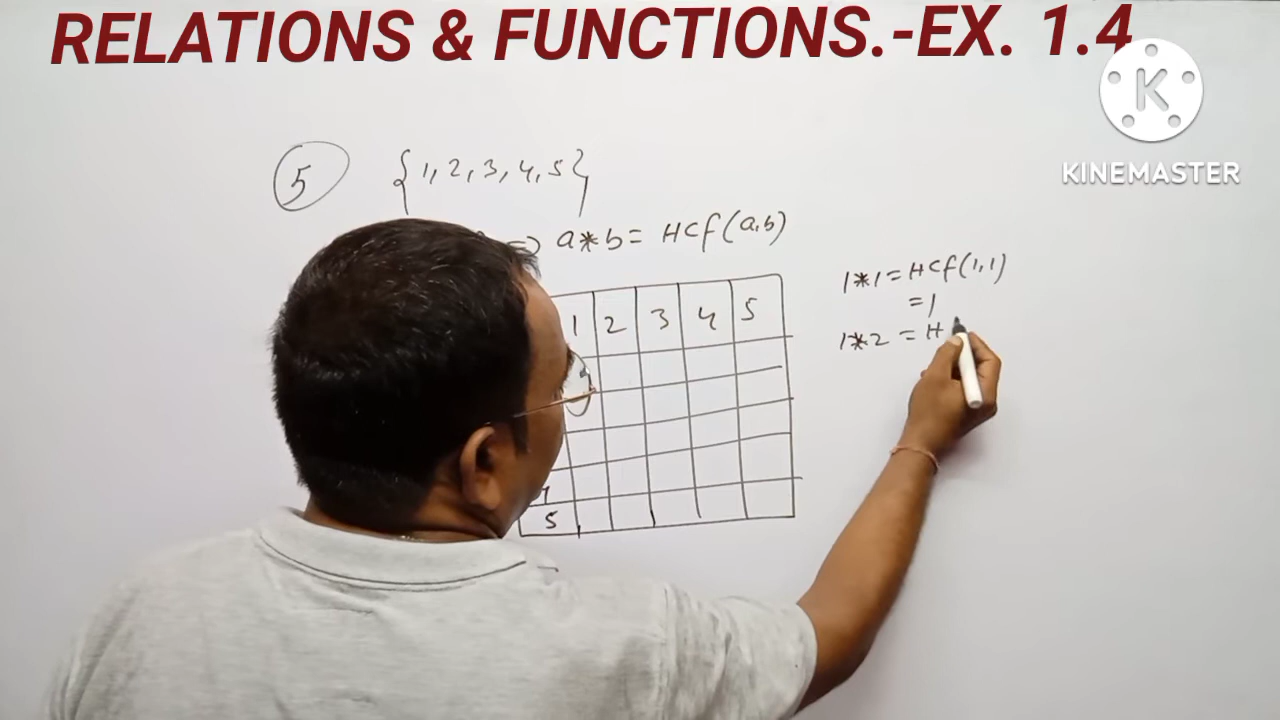 RELATIONS & FUNCTIONS.-EX. 1.4
K
KINEMASTER
5 {1, 2, 3, 4, 5}
⇒ a*b = HCf(a,b)
1 2 3 4 5
5
1*1 = HCf(1,1)
= 1
1*2 = H